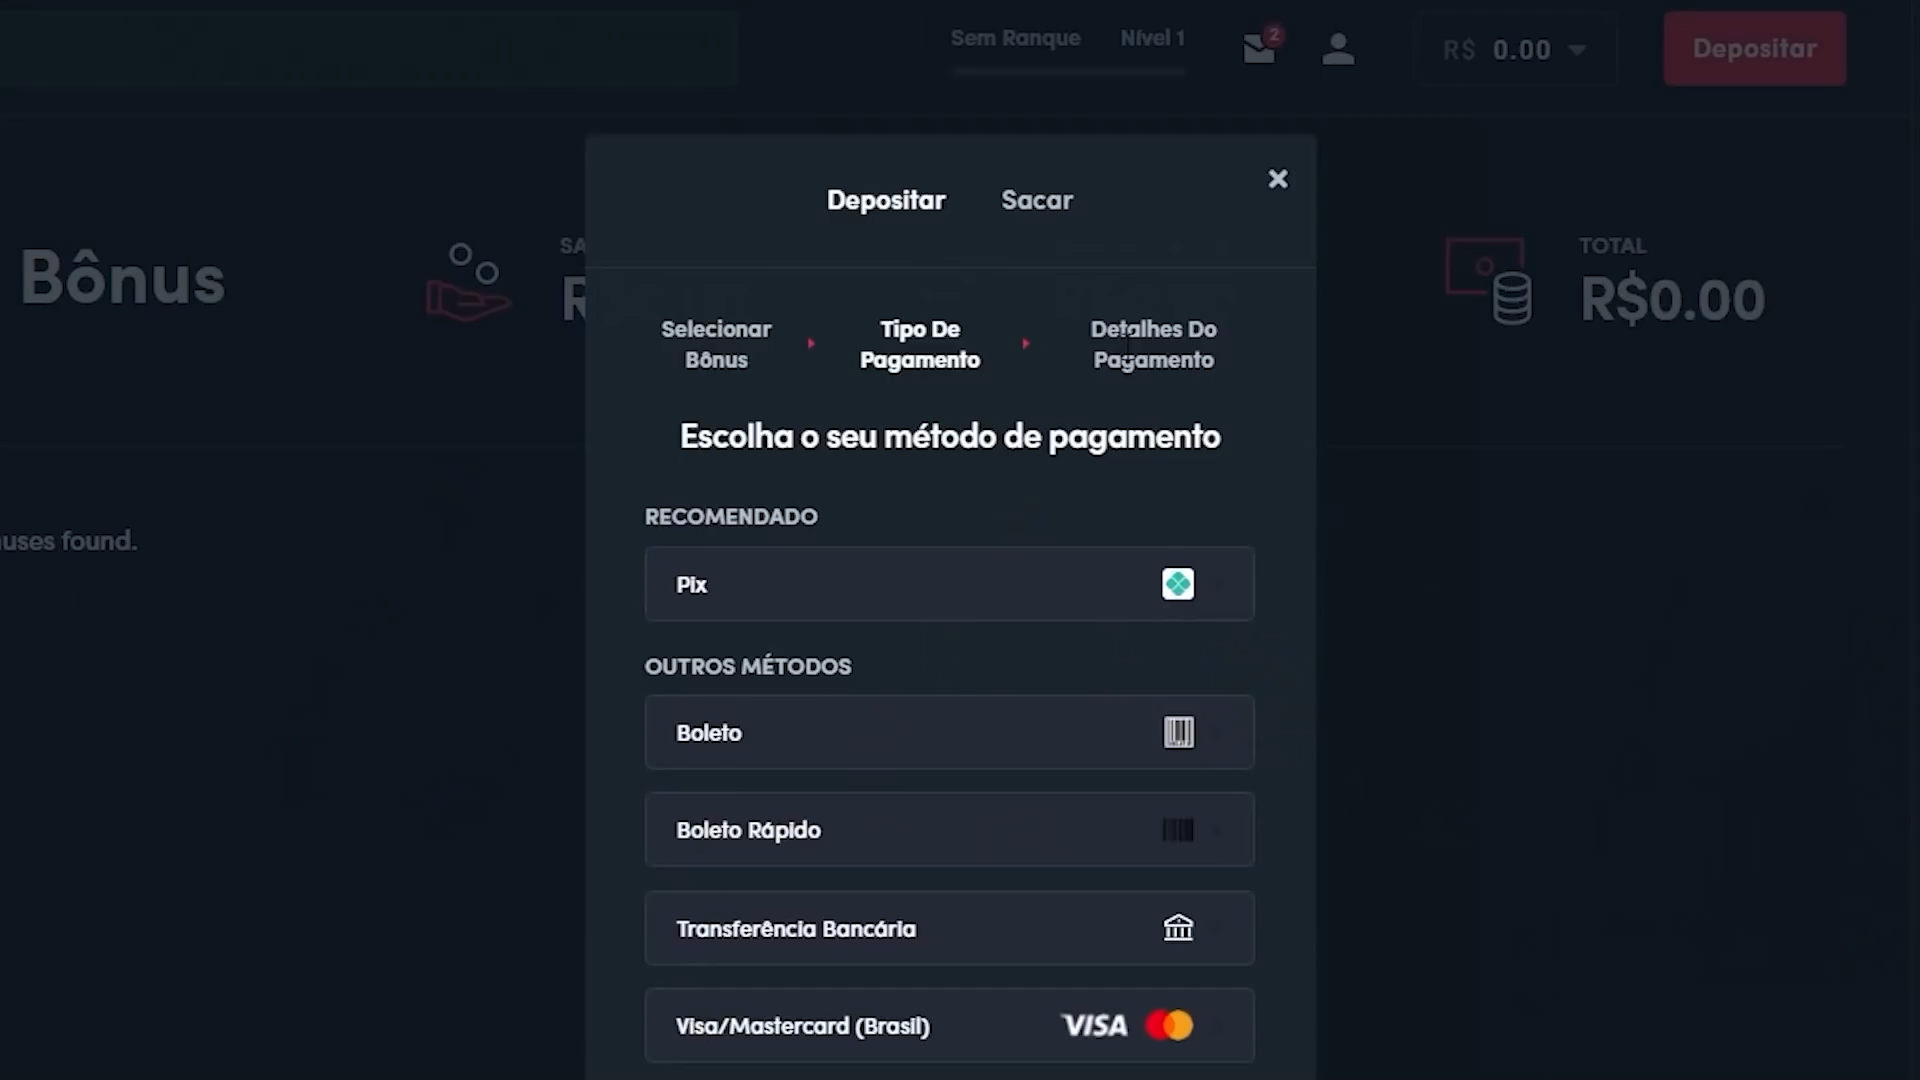 Sem Ranque Nível 1 2 R$ 0.00 Depositar
Depositar Sacar
Bônus
TOTAL
R$0.00
Selecionar Bônus
Tipo De Pagamento
Detalhes Do Pagamento
Escolha o seu método de pagamento
found.
RECOMENDADO
Pix
OUTROS MÉTODOS
Boleto
Boleto Rápido
Transferência Bancária
Visa/Mastercard (Brasil) VISA